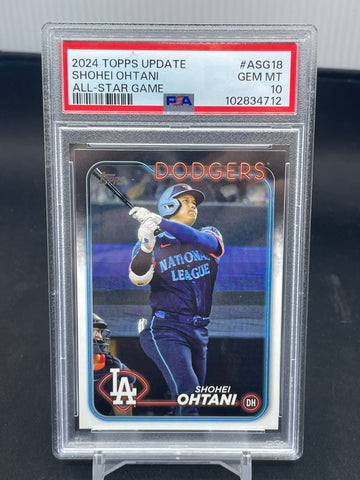 2024 TOPPS UPDATE #ASG18
SHOHEI OHTANI GEM MT
ALL-STAR GAME PSA 10
102834712
Topps
DODGERS
NATIONAL
LEAGUE
LA
SHOHEI
OHTANI DH